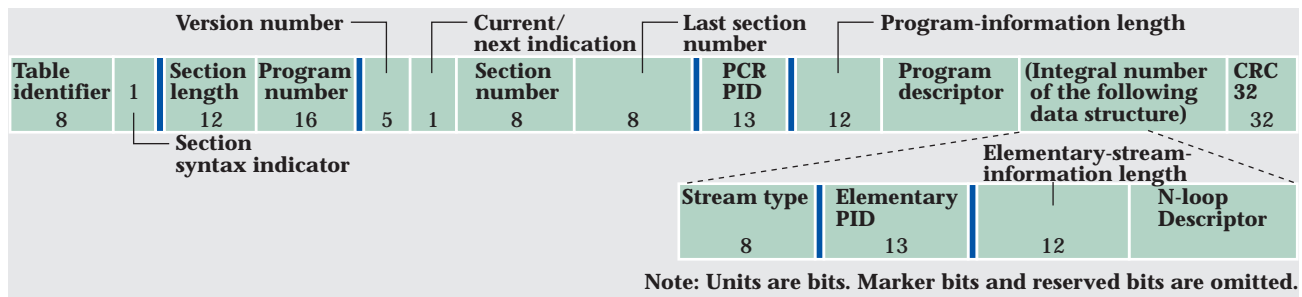 Version number
Current/
next indication
Last section
number
Program-information length
Table
identifier
8
1
Section
length
12
Program
number
16
5
1
Section
number
8
8
PCR
PID
13
12
Program
descriptor
(Integral number
of the following
data structure)
CRC
32
32
Section
syntax indicator
Elementary-stream-
information length
Stream type
8
Elementary
PID
13
12
N-loop
Descriptor
Note: Units are bits. Marker bits and reserved bits are omitted.